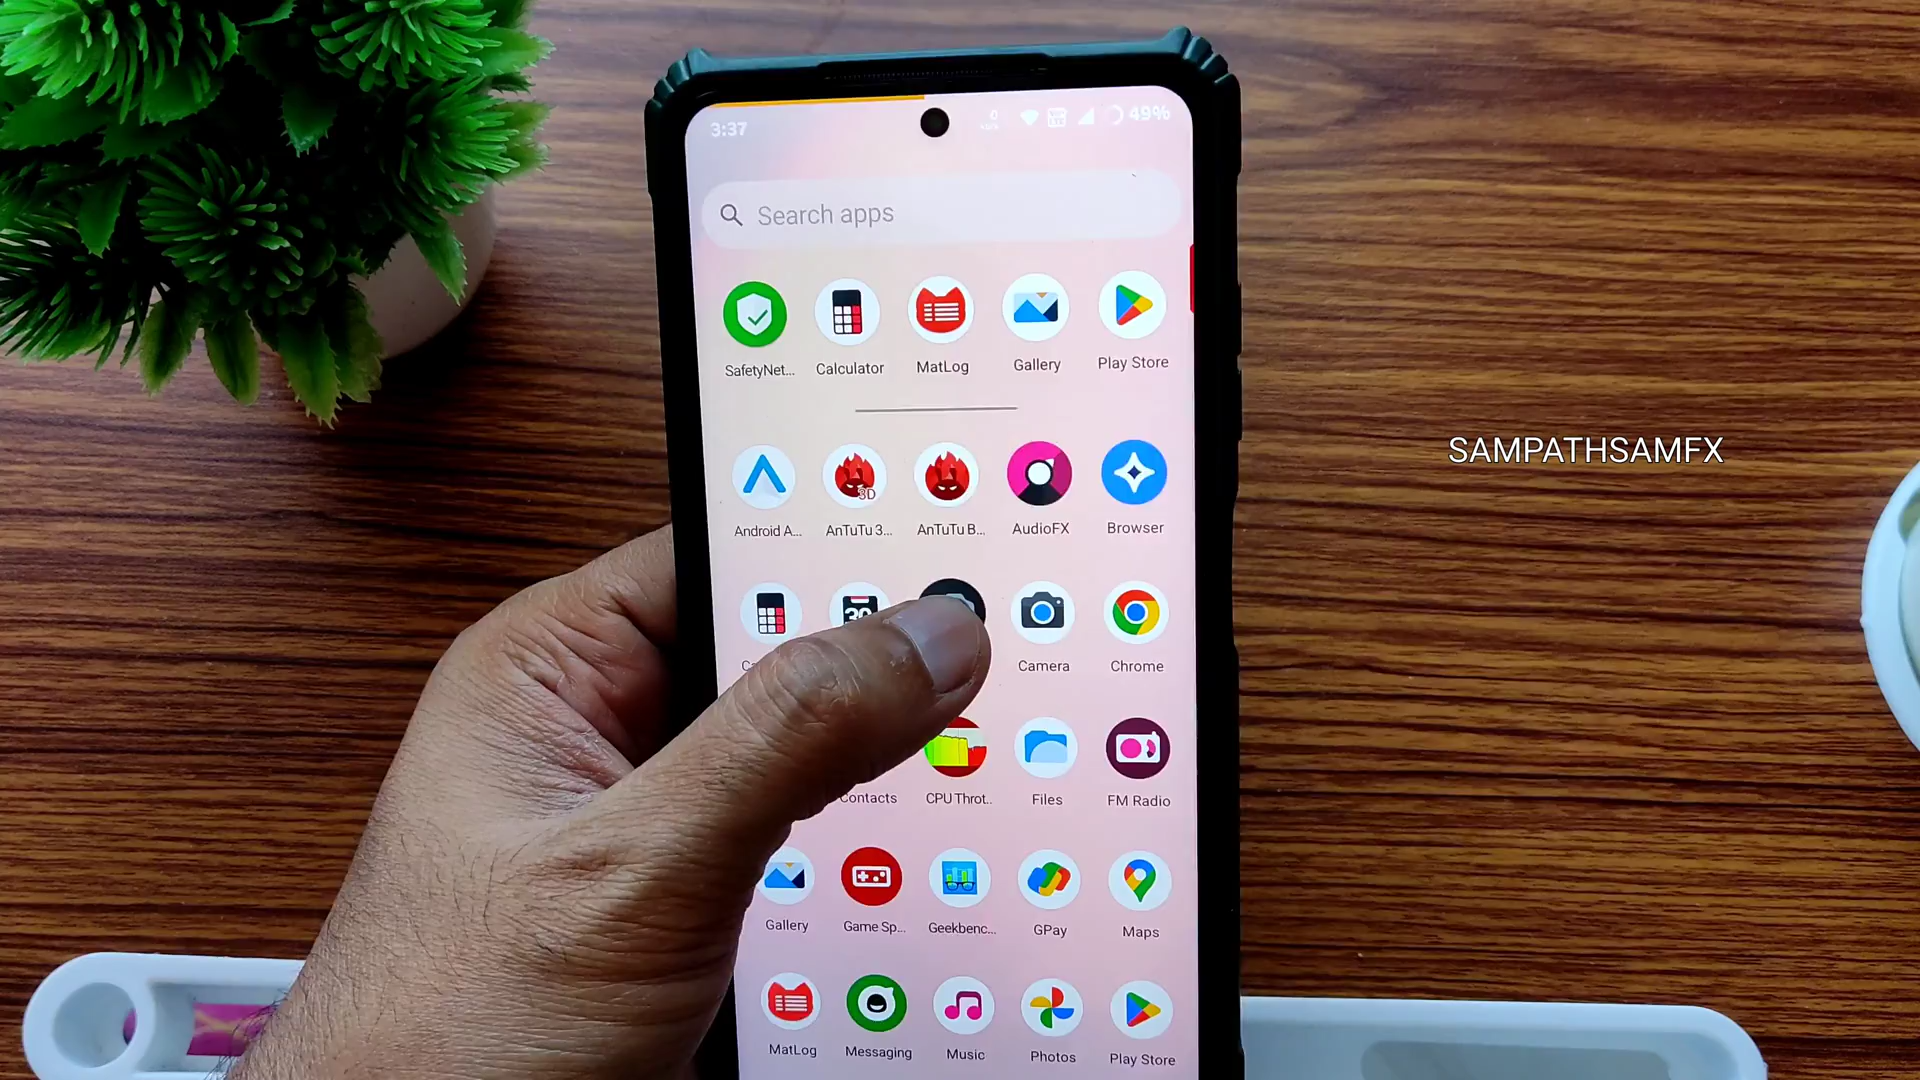 3:37
49%
Search apps
SafetyNet... Calculator MatLog Gallery Play Store
SAMPATHSAMFX
Android A... AnTuTu 3... AnTuTu B... AudioFX Browser
Camera Chrome
Contacts CPU Throt.. Files FM Radio
Gallery Game Sp... Geekbenc... GPay Maps
MatLog Messaging Music Photos Play Store